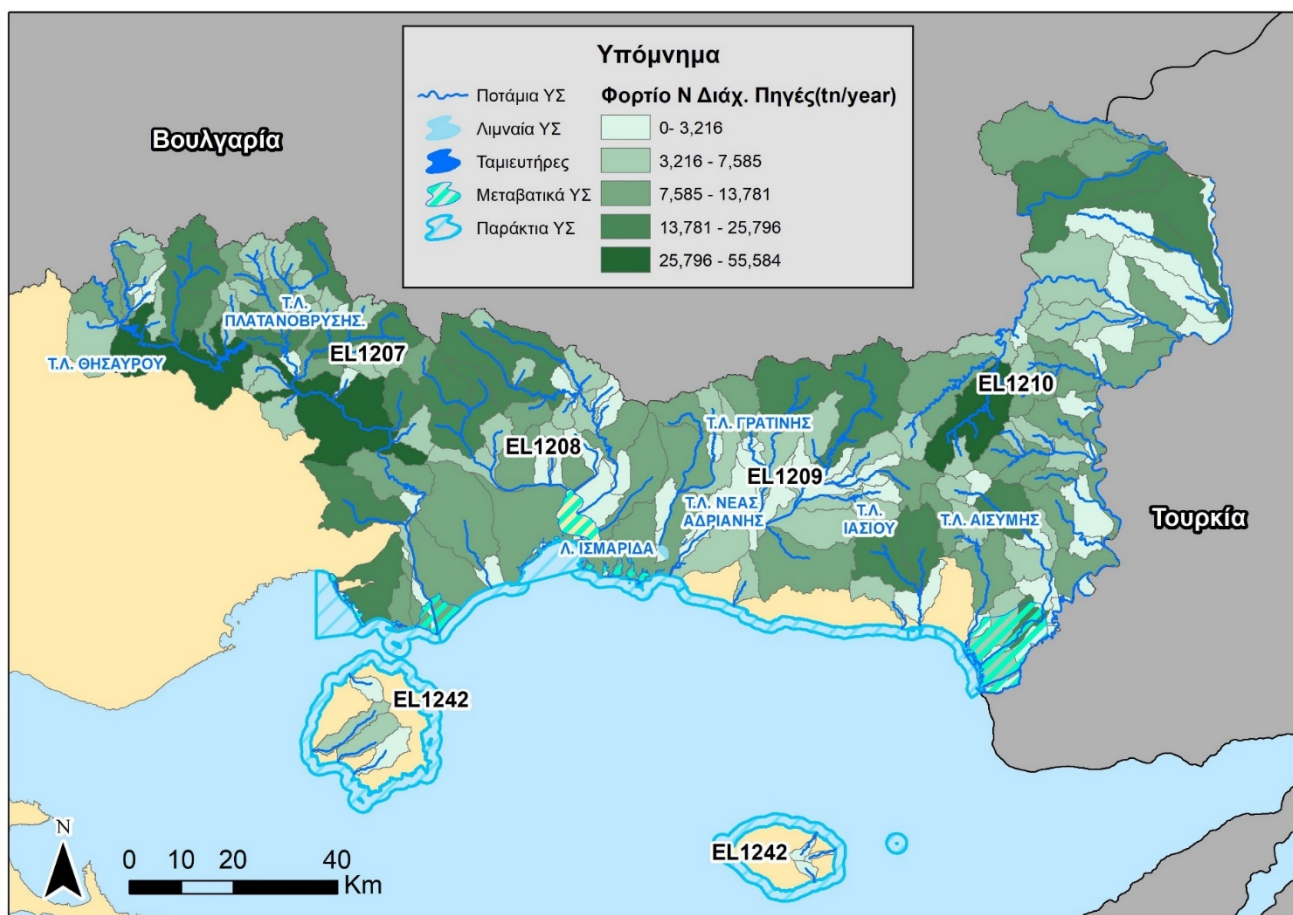 Υπόμνημα
Ποτάμια ΥΣ
Λιμναία ΥΣ
Ταμιευτήρες
Μεταβατικά ΥΣ
Παράκτια ΥΣ
Φορτίο Ν Διάχ. Πηγές(tn/year)
0- 3,216
3,216 - 7,585
7,585 - 13,781
13,781 - 25,796
25,796 - 55,584
Βουλγαρία
Τ.Λ.
ΠΛΑΤΑΝΟΒΡΥΣΗΣ.
Τ.Λ. ΘΗΣΑΥΡΟΥ
EL1207
EL1210
Τ.Λ. ΓΡΑΤΙΝΗΣ
EL1208
EL1209
Τ.Λ. ΝΕΑΣ
ΑΔΡΙΑΝΗΣ
Τ.Λ.
ΙΑΣΙΟΥ
Τ.Λ. ΑΙΣΥΜΗΣ
Τουρκία
Λ. ΙΣΜΑΡΙΔΑ
EL1242
EL1242
N
0 10 20 40
Km